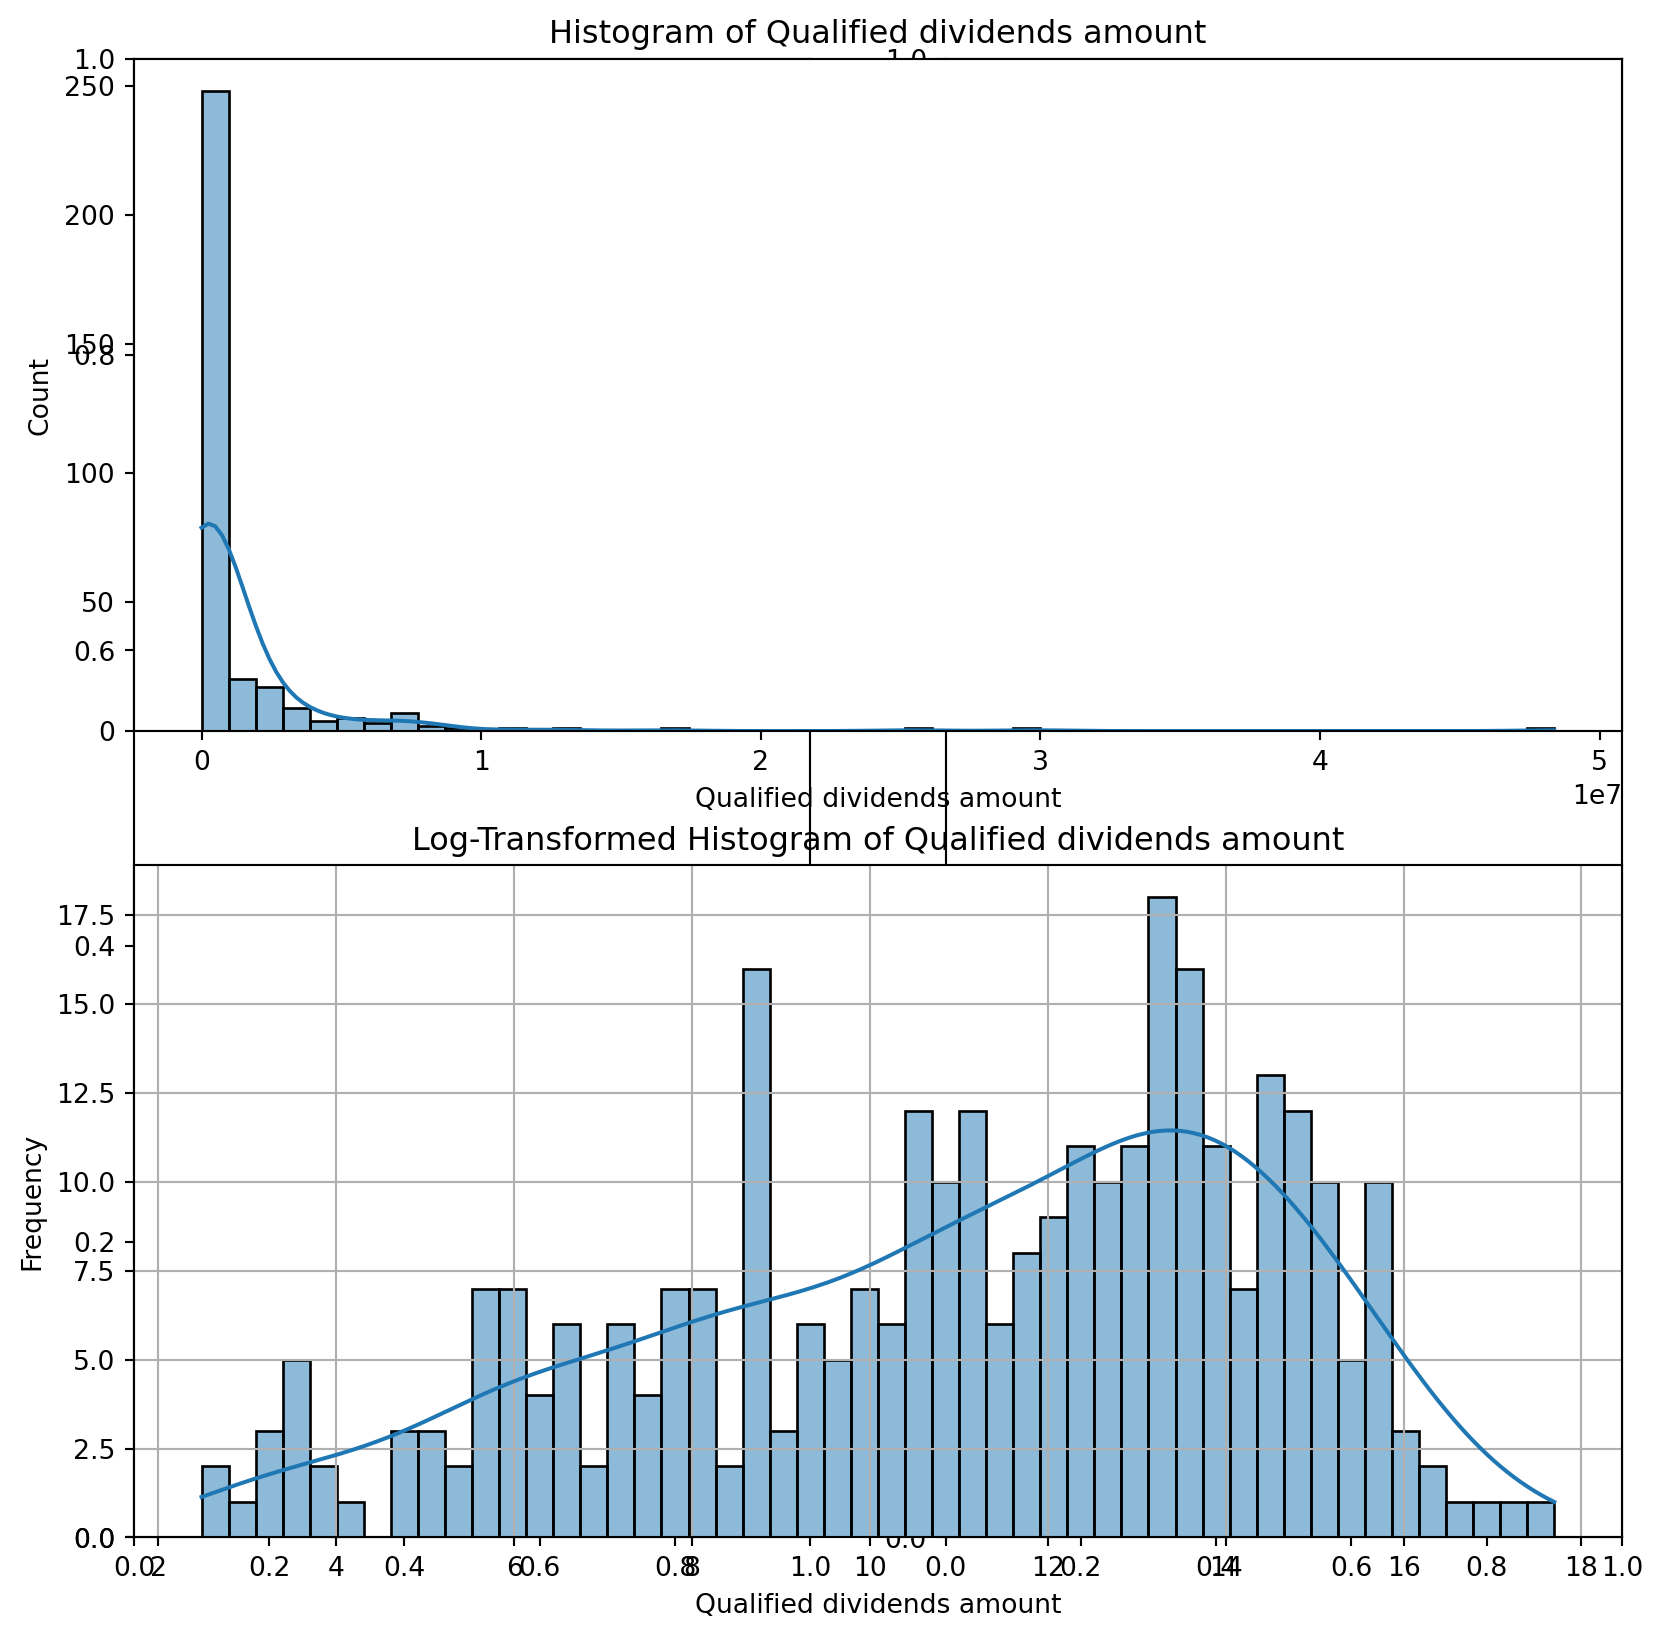 Histogram of Qualified dividends amount
1.0
1.0
250
200
150
0.8
Count
100
50
0.6
0
0 1 2 3 4 5
1e7
Qualified dividends amount
Log-Transformed Histogram of Qualified dividends amount
17.5
0.4
15.0
12.5
Frequency
10.0
0.2
7.5
5.0
2.5
0.0
0.0
0.0 2 0.2 4 0.4 6 0.6 0.8 8 1.0 10 0.0 12 0.2 0.4 14 0.6 16 0.8 18 1.0
Qualified dividends amount